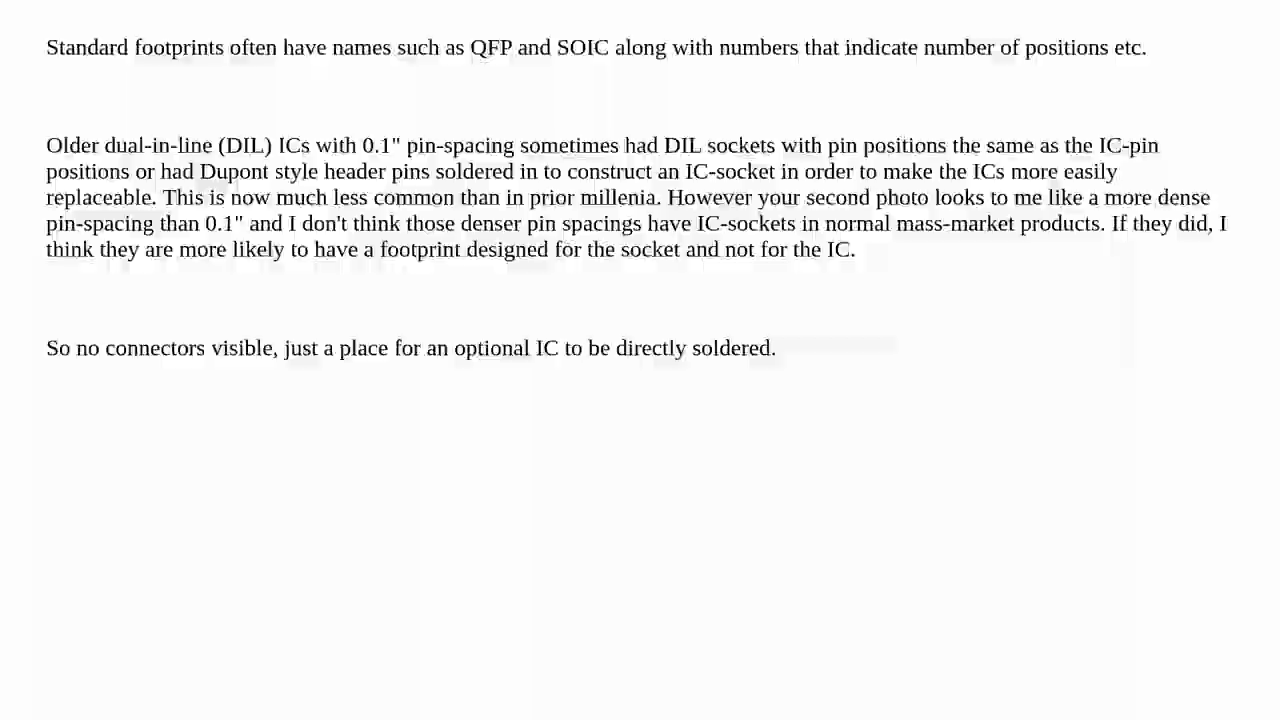 Standard footprints often have names such as QFP and SOIC along with numbers that indicate number of positions etc.
Older dual-in-line (DIL) ICs with 0.1" pin-spacing sometimes had DIL sockets with pin positions the same as the IC-pin
positions or had Dupont style header pins soldered in to construct an IC-socket in order to make the ICs more easily
replaceable. This is now much less common than in prior millenia. However your second photo looks to me like a more dense
pin-spacing than 0.1" and I don't think those denser pin spacings have IC-sockets in normal mass-market products. If they did, I
think they are more likely to have a footprint designed for the socket and not for the IC.
So no connectors visible, just a place for an optional IC to be directly soldered.